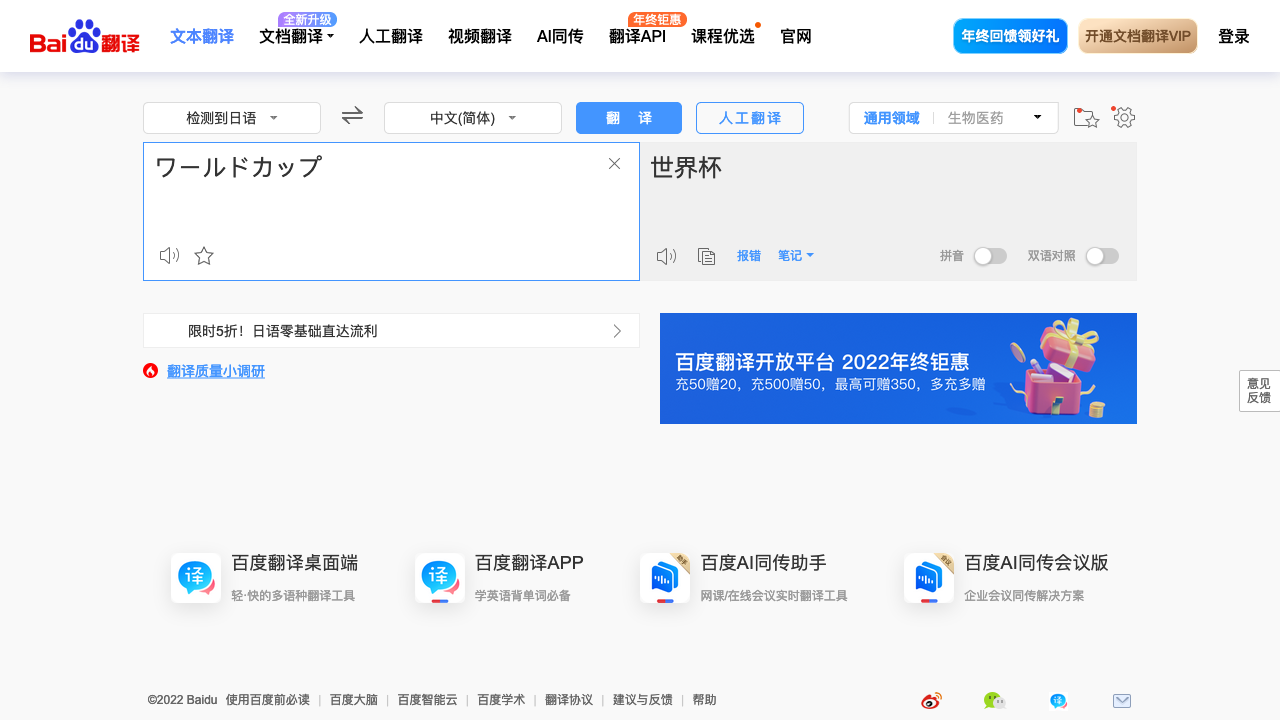 Baidu翻译
文本翻译 文档翻译 全新升级 人工翻译 视频翻译 AI同传 翻译API 年终钜惠 课程优选 官网 年终回馈领好礼 开通文档翻译VIP 登录
检测到日语 中文(简体) 翻 译 人工翻译 通用领域 生物医药
ワールドカップ
世界杯
报错 笔记 拼音 双语对照
限时5折！日语零基础直达流利
翻译质量小调研
百度翻译开放平台 2022年终钜惠
充50赠20，充500赠50，最高可赠350，多充多赠
意见
反馈
译 百度翻译桌面端
轻·快的多语种翻译工具
译 百度翻译APP
学英语背单词必备
助手 百度AI同传助手
网课/在线会议实时翻译工具
会议 百度AI同传会议版
企业会议同传解决方案
©2022 Baidu 使用百度前必读 | 百度大脑 | 百度智能云 | 百度学术 | 翻译协议 | 建议与反馈 | 帮助 译